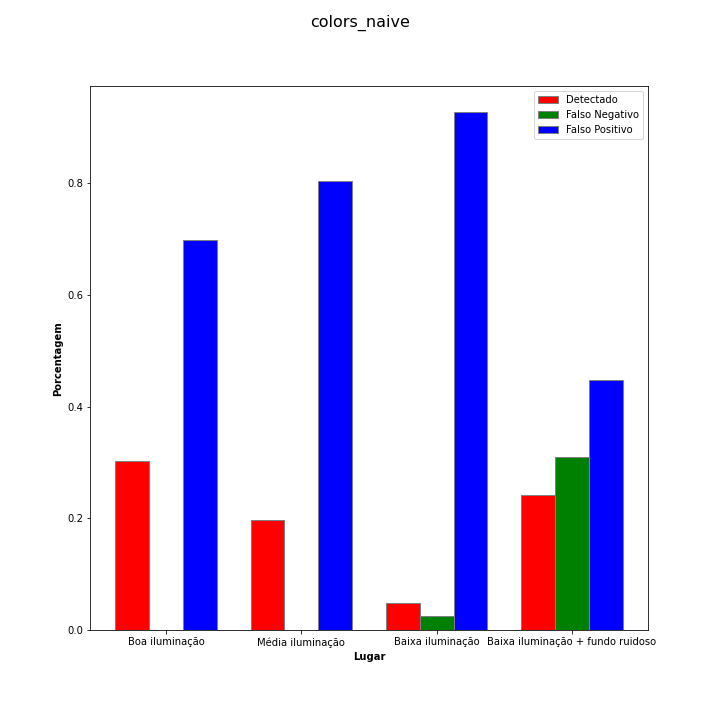 colors_naive
Detectado
Falso Negativo
Falso Positivo
0.8
0.6
0.4
0.2
0.0
Porcentagem
Boa iluminação
Média iluminação
Baixa iluminação
Baixa iluminação + fundo ruidoso
Lugar